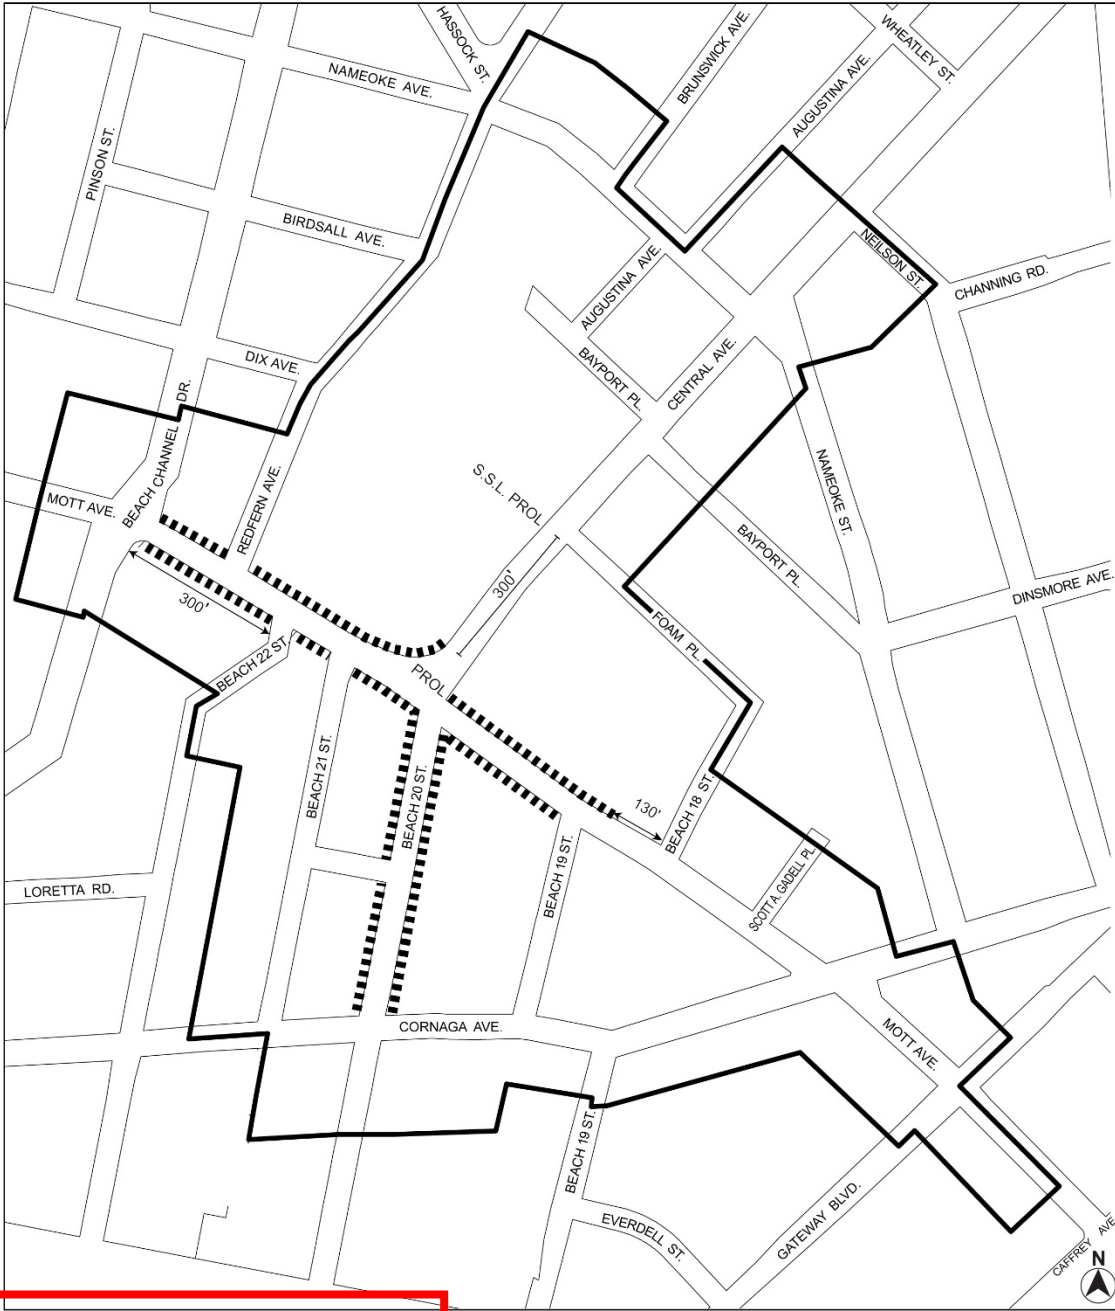 HASSOCK ST.
BRUNSWICK AVE.
WHEATLEY ST.
NAMEOKE AVE.
AUGUSTINA AVE.
PINSON ST.
BIRDSALL AVE.
NEILSON ST.
CHANNING RD.
AUGUSTINA AVE.
DIX AVE.
BAYPORT PL.
CENTRAL AVE.
BEACH CHANNEL DR.
MOTT AVE.
REDFERN AVE.
S.S.L. PROL
NAMEOKE ST.
BAYPORT PL.
DINSMORE AVE.
300'
300'
FOAM PL.
BEACH 22 ST.
PROL
BEACH 21 ST.
BEACH 20 ST.
130'
BEACH 18 ST.
BEACH 19 ST.
SCOTT A. GADELL PL.
LORETTA RD.
CORNAGA AVE.
MOTT AVE.
BEACH 19 ST.
EVERDELL ST.
GATEWAY BLVD.
CAFFREY AVE
N